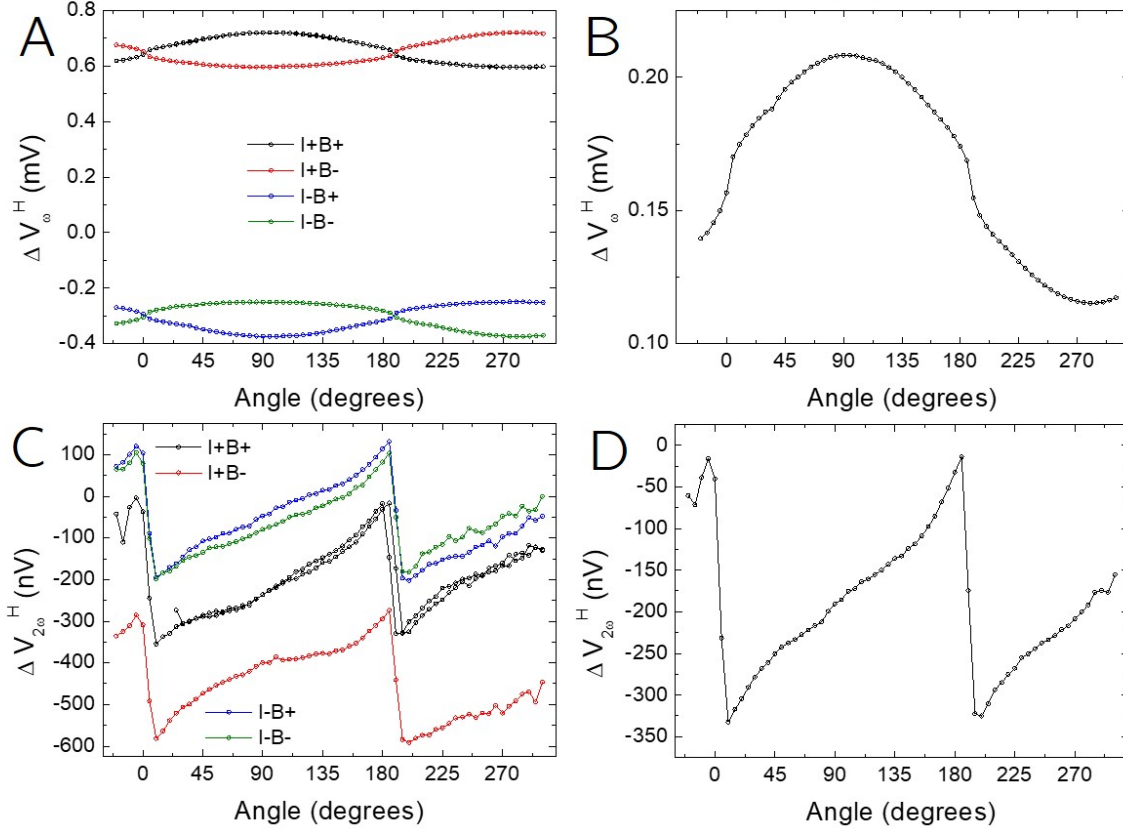 A
0.8
0.6
0.4
0.2
0.0
-0.2
-0.4
Δ V_ω^H (mV)
I+B+
I+B-
I-B+
I-B-
0 45 90 135 180 225 270
Angle (degrees)
B
0.20
0.15
0.10
Δ V_ω^H (mV)
0 45 90 135 180 225 270
Angle (degrees)
C
100
0
-100
-200
-300
-400
-500
-600
Δ V_2ω^H (nV)
I+B+
I+B-
I-B+
I-B-
0 45 90 135 180 225 270
Angle (degrees)
D
0
-50
-100
-150
-200
-250
-300
-350
Δ V_2ω^H (nV)
0 45 90 135 180 225 270
Angle (degrees)